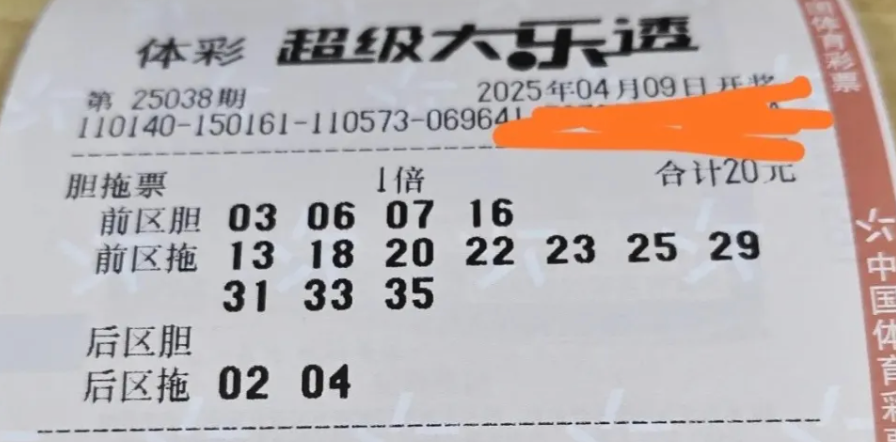 体彩 超级大乐透
第 25038期 2025年04月09日开奖
110140-150161-110573-069641
胆拖票 1倍 合计20元
前区胆 03 06 07 16
前区拖 13 18 20 22 23 25 29
31 33 35
后区胆
后区拖 02 04
国体育彩票
中国体育彩